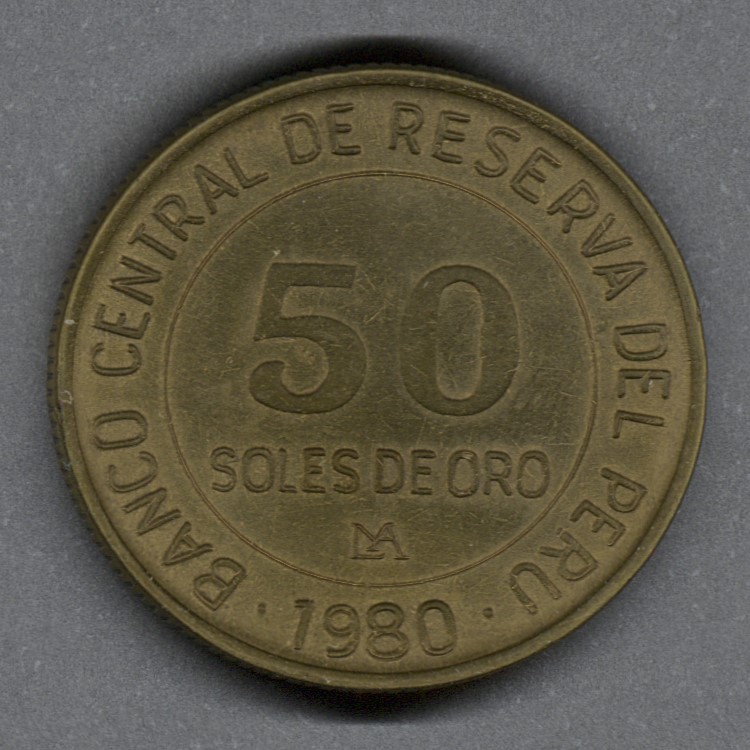 BANCO CENTRAL DE RESERVA DEL PERU
50
SOLES DE ORO
LMA
· 1980 ·